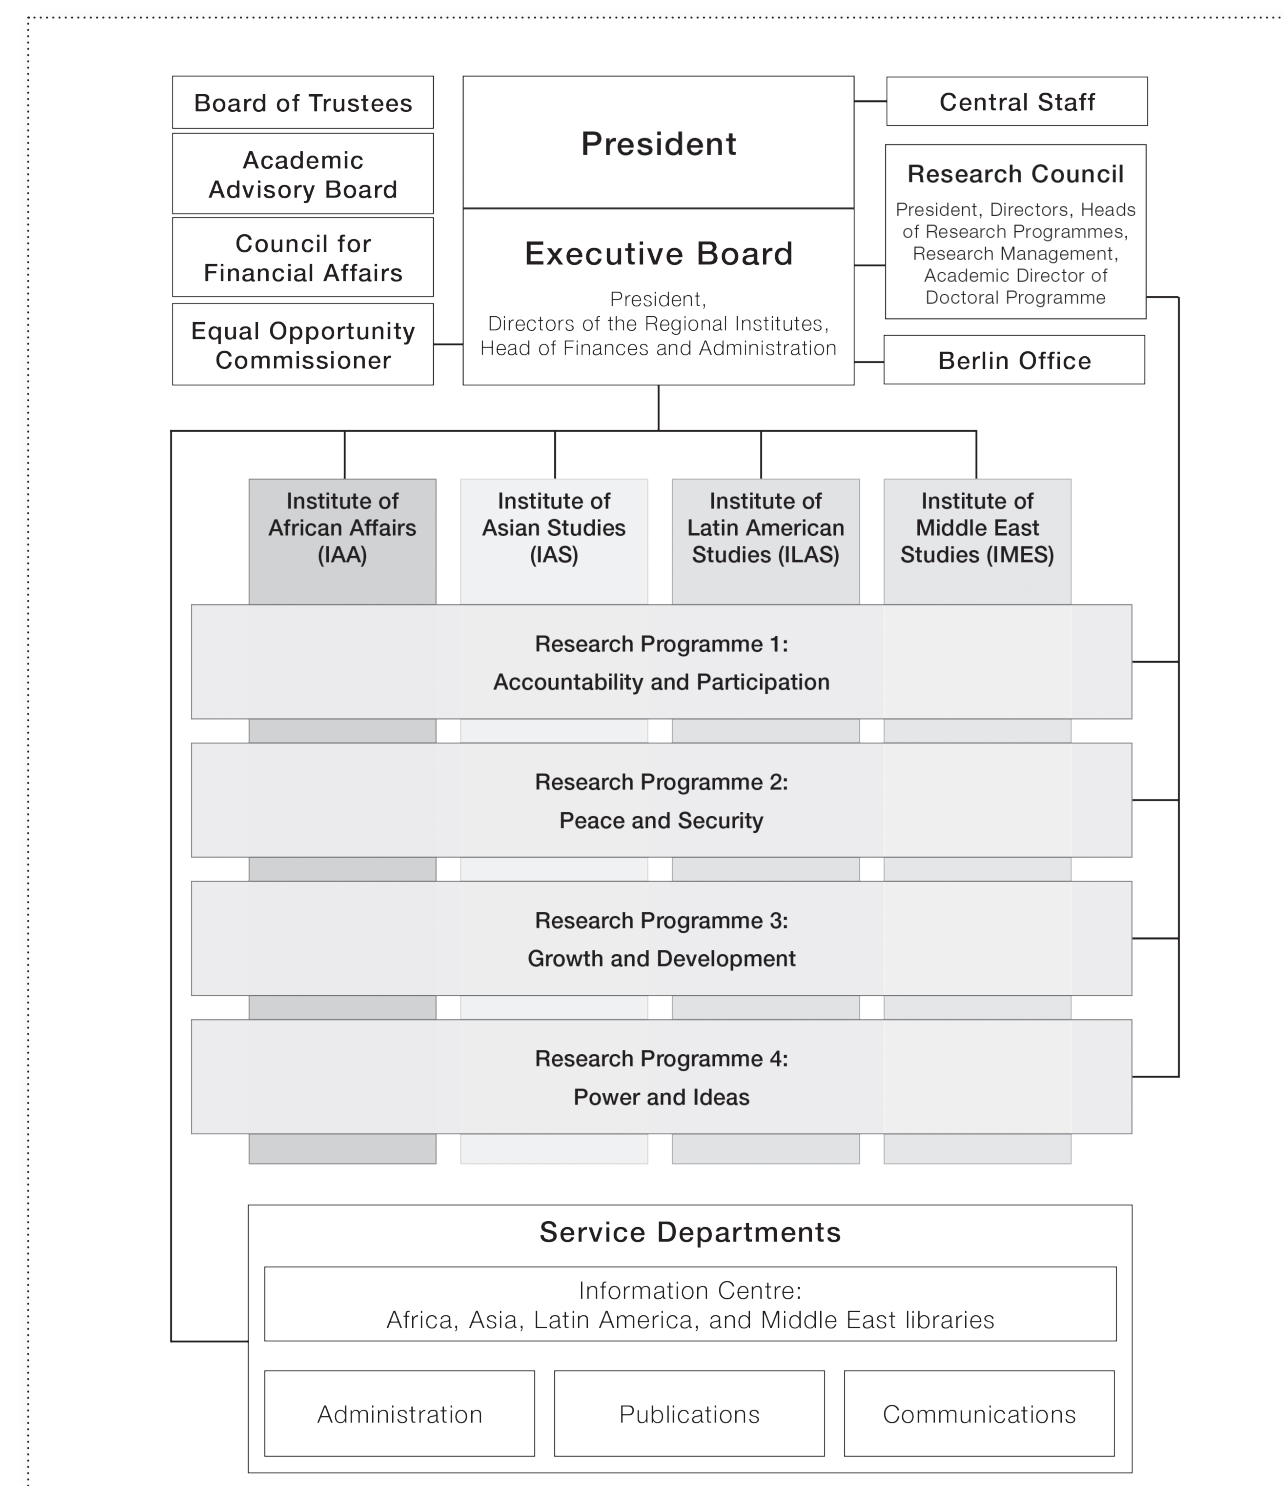 Board of Trustees
Academic
Advisory Board
Council for
Financial Affairs
Equal Opportunity
Commissioner
President
Executive Board
President,
Directors of the Regional Institutes,
Head of Finances and Administration
Central Staff
Research Council
President, Directors, Heads
of Research Programmes,
Research Management,
Academic Director of
Doctoral Programme
Berlin Office
Institute of
African Affairs
(IAA)
Institute of
Asian Studies
(IAS)
Institute of
Latin American
Studies (ILAS)
Institute of
Middle East
Studies (IMES)
Research Programme 1:
Accountability and Participation
Research Programme 2:
Peace and Security
Research Programme 3:
Growth and Development
Research Programme 4:
Power and Ideas
Service Departments
Information Centre:
Africa, Asia, Latin America, and Middle East libraries
Administration
Publications
Communications